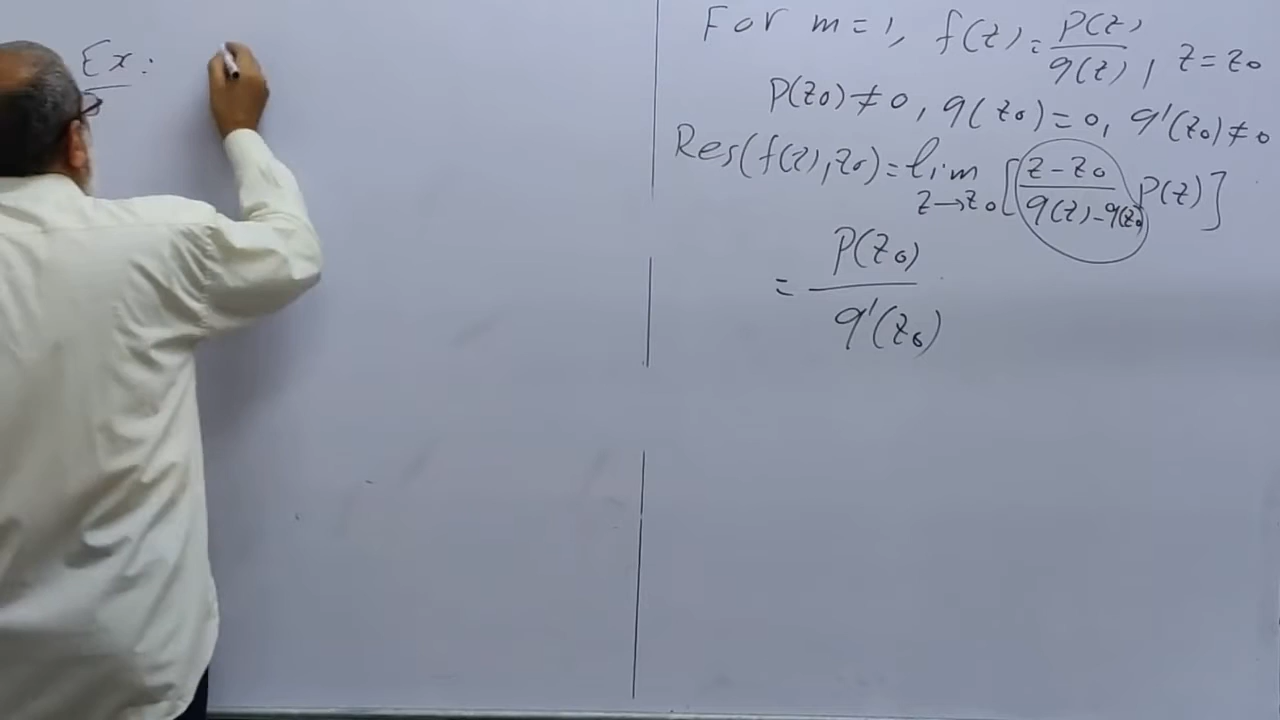 Ex:
For m=1, f(z)=P(z)/q(z), z=z0
P(z0)≠0, q(z0)=0, q'(z0)≠0
Res(f(z),z0)=lim z→z0 [(z-z0)/(q(z)-q(z0)) P(z)]
= P(z0)/q'(z0)